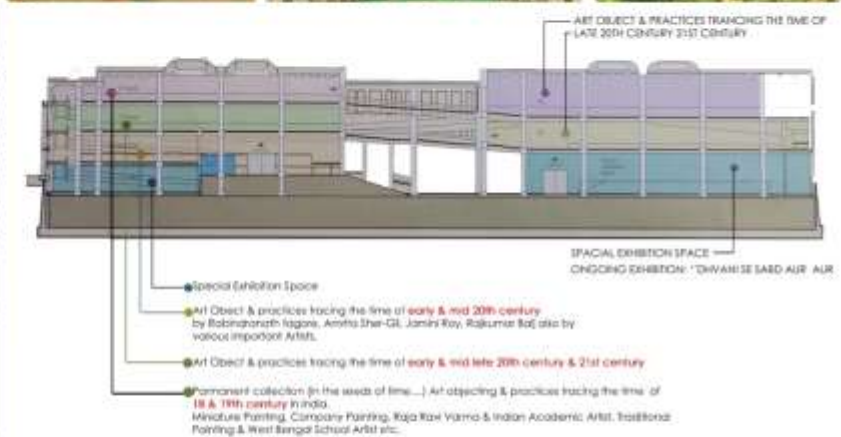 ART OBJECT & PRACTICES TRANCING THE TIME OF
LATE 20TH CENTURY 21ST CENTURY
SPACIAL EXHIBITION SPACE
ONGOING EXHIBITION: "DHVANI SE SABD AUR AUR
Special Exhibition Space
Art Object & practices tracing the time of early & mid 20th century
by Rabindranath Tagore, Amrita Sher-Gil, Jamini Roy, Rajkumar also by
various important Artists.
Art Object & practices tracing the time of early & mid late 20th century & 21st century
Permanent collection (in the seeds of time....) Art objecting & practices tracing the time of
18 & 19th century in India.
Miniature Painting, Company Painting, Raja Ravi Varma & Indian Academic Artist, Traditional
Painting & West Bengal School Artist etc.